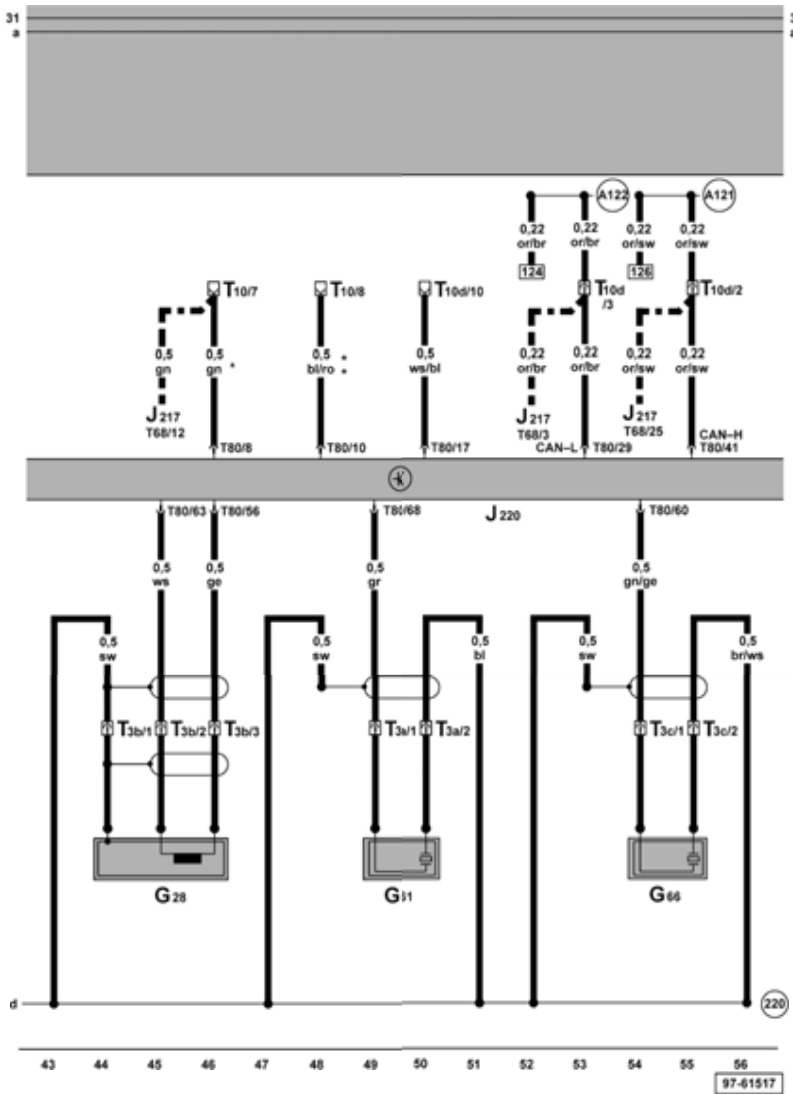 31
a
A122 A121
0,22 or/br 0,22 or/br 0,22 or/sw 0,22 or/sw
124 126
T10/7 T10/8 T10d/10 T10d/3 T10d/2
0,5 gn 0,5 gn * 0,5 bl/ro * * 0,5 ws/bl 0,22 or/br 0,22 or/br 0,22 or/sw 0,22 or/sw
J217 T68/12 J217 T68/3 J217 T68/25
T80/8 T80/10 T80/17 CAN-L T80/29 CAN-H T80/41
K
T80/63 T80/56 T80/68 J220 T80/60
0,5 ws 0,5 ge 0,5 gr 0,5 gn/ge
0,5 sw 0,5 sw 0,5 bl 0,5 sw 0,5 br/ws
T3b/1 T3b/2 T3b/3 T3a/1 T3a/2 T3c/1 T3c/2
G28 G61 G66
d 220
43 44 45 46 47 48 49 50 51 52 53 54 55 56
97-61517